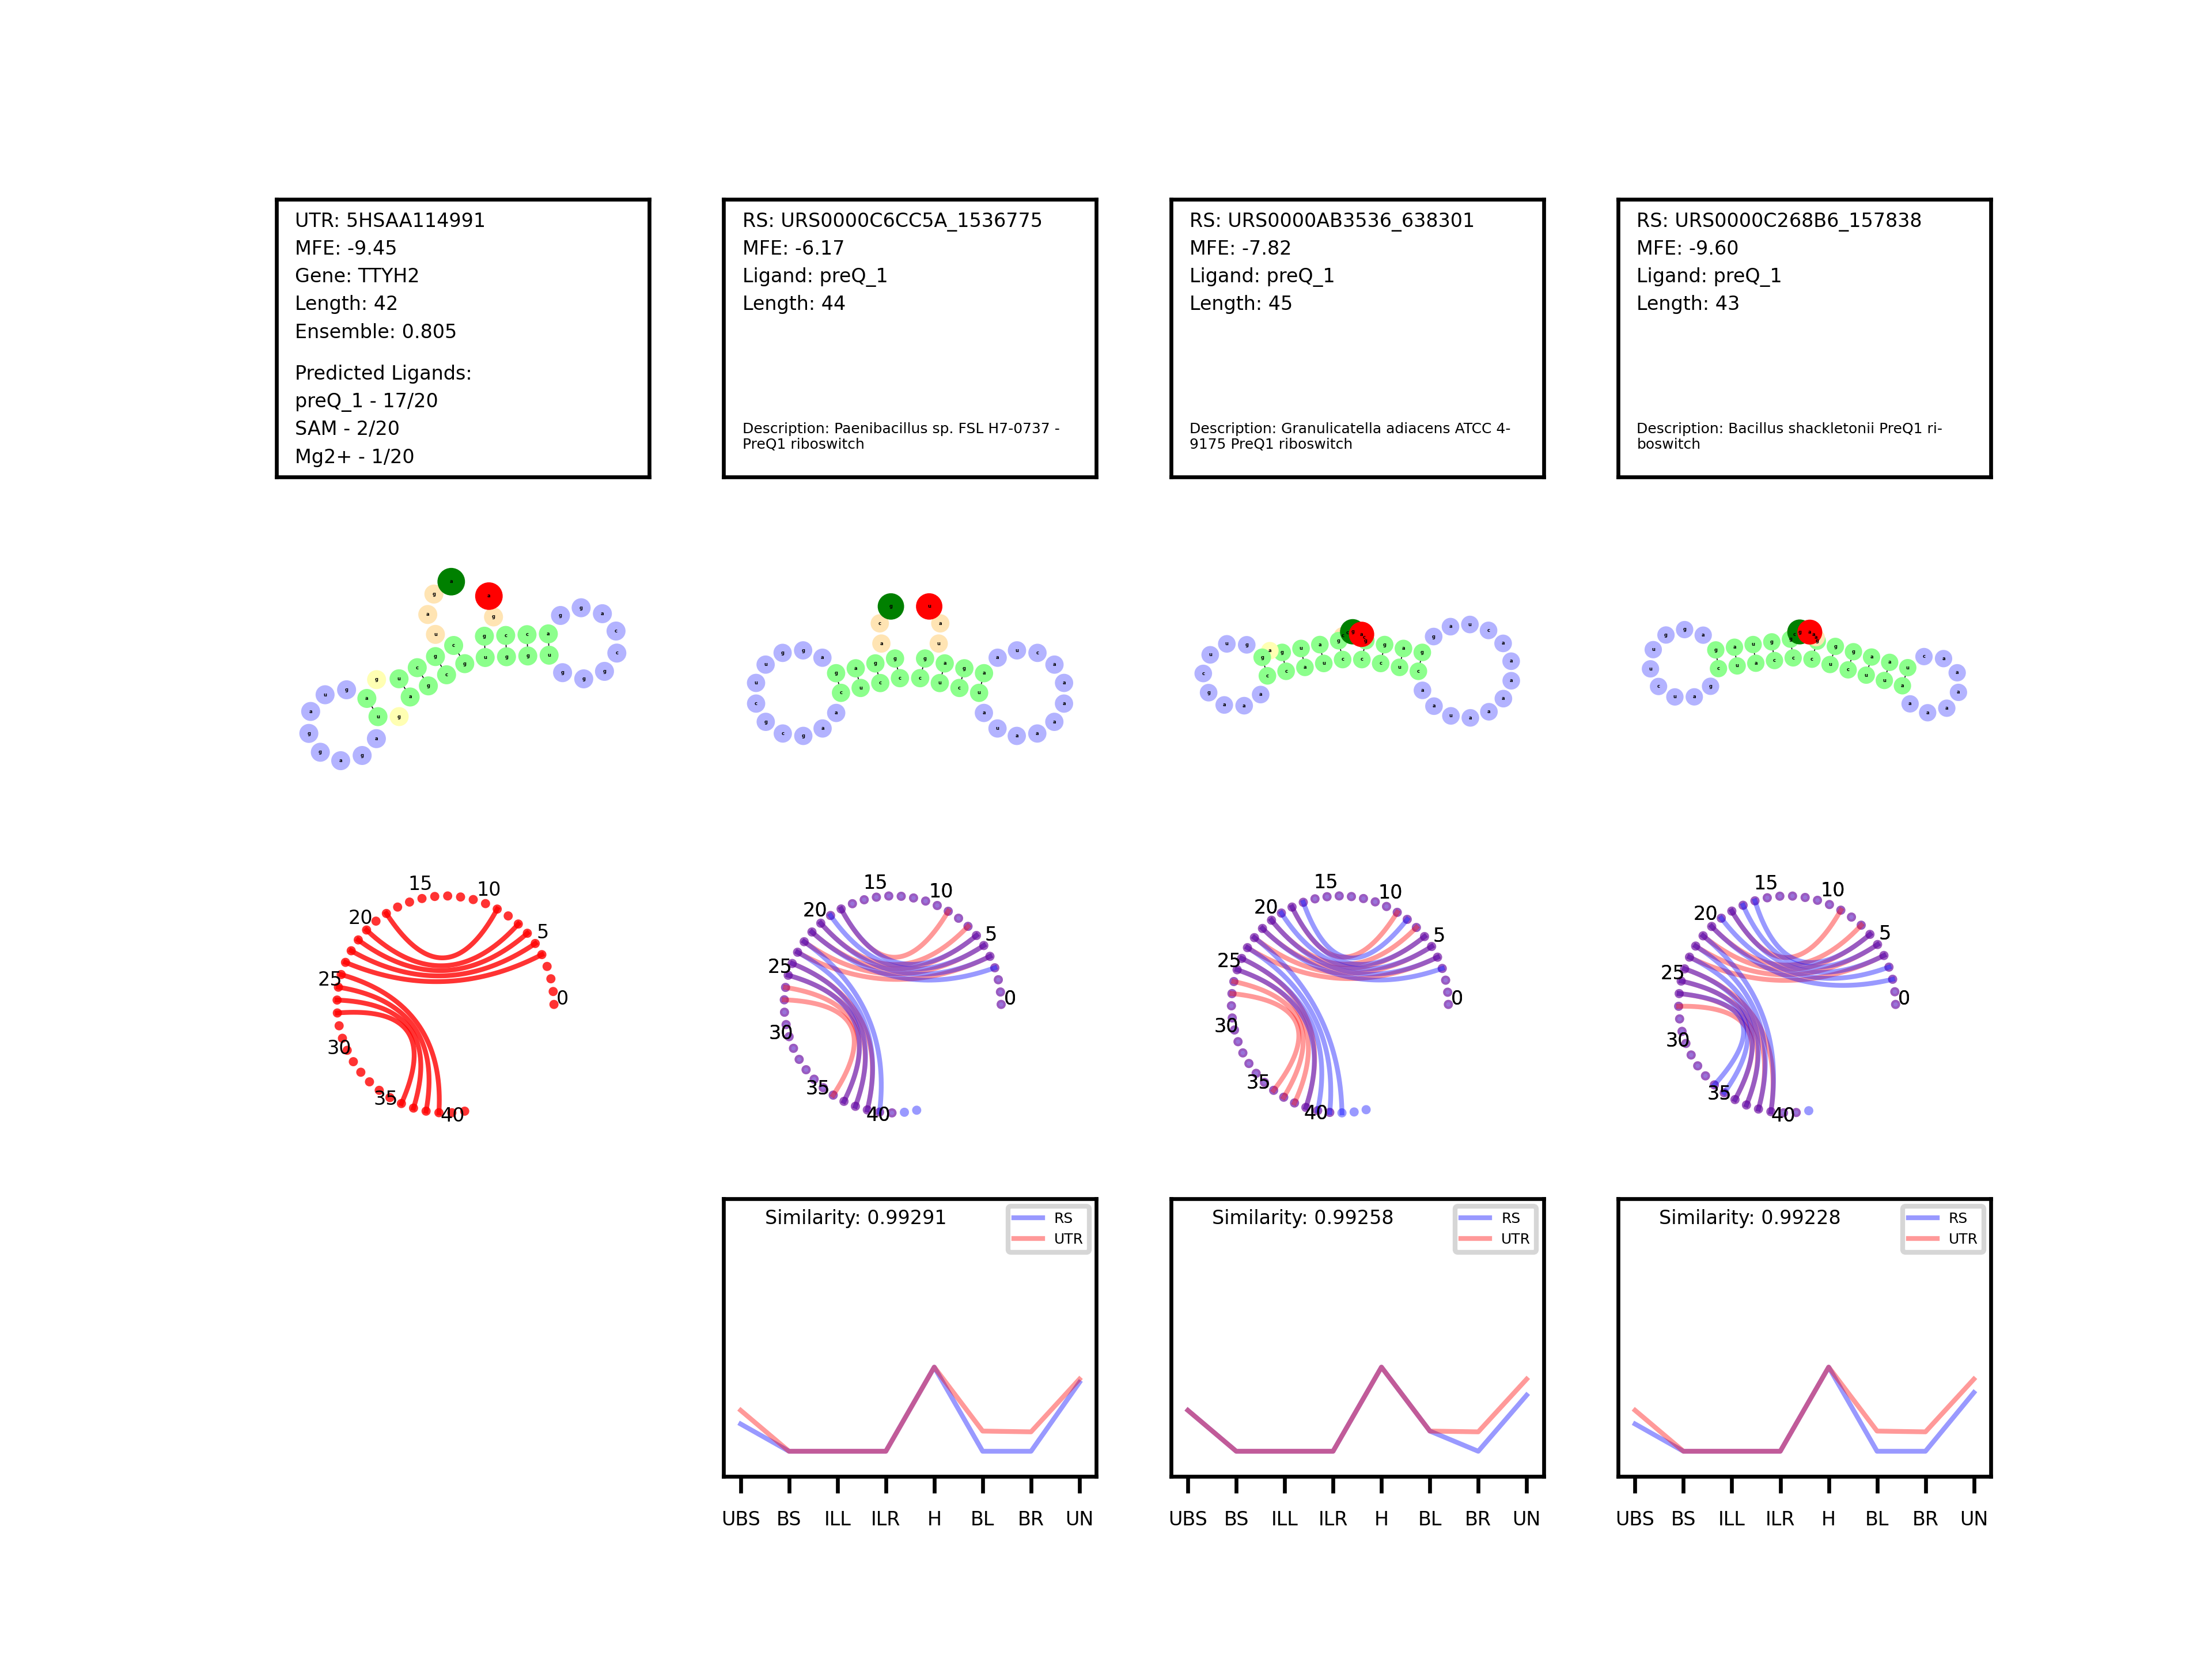 UTR: 5HSAA114991
MFE: -9.45
Gene: TTYH2
Length: 42
Ensemble: 0.805
Predicted Ligands:
preQ_1 - 17/20
SAM - 2/20
Mg2+ - 1/20
RS: URS0000C6CC5A_1536775
MFE: -6.17
Ligand: preQ_1
Length: 44
Description: Paenibacillus sp. FSL H7-0737 -
PreQ1 riboswitch
RS: URS0000AB3536_638301
MFE: -7.82
Ligand: preQ_1
Length: 45
Description: Granulicatella adiacens ATCC 4-
9175 PreQ1 riboswitch
RS: URS0000C268B6_157838
MFE: -9.60
Ligand: preQ_1
Length: 43
Description: Bacillus shackletonii PreQ1 ri-
boswitch
0
5
10
15
20
25
30
35
40
0
5
10
15
20
25
30
35
40
0
5
10
15
20
25
30
35
40
0
5
10
15
20
25
30
35
40
Similarity: 0.99291
RS
UTR
UBS BS ILL ILR H BL BR UN
Similarity: 0.99258
RS
UTR
UBS BS ILL ILR H BL BR UN
Similarity: 0.99228
RS
UTR
UBS BS ILL ILR H BL BR UN